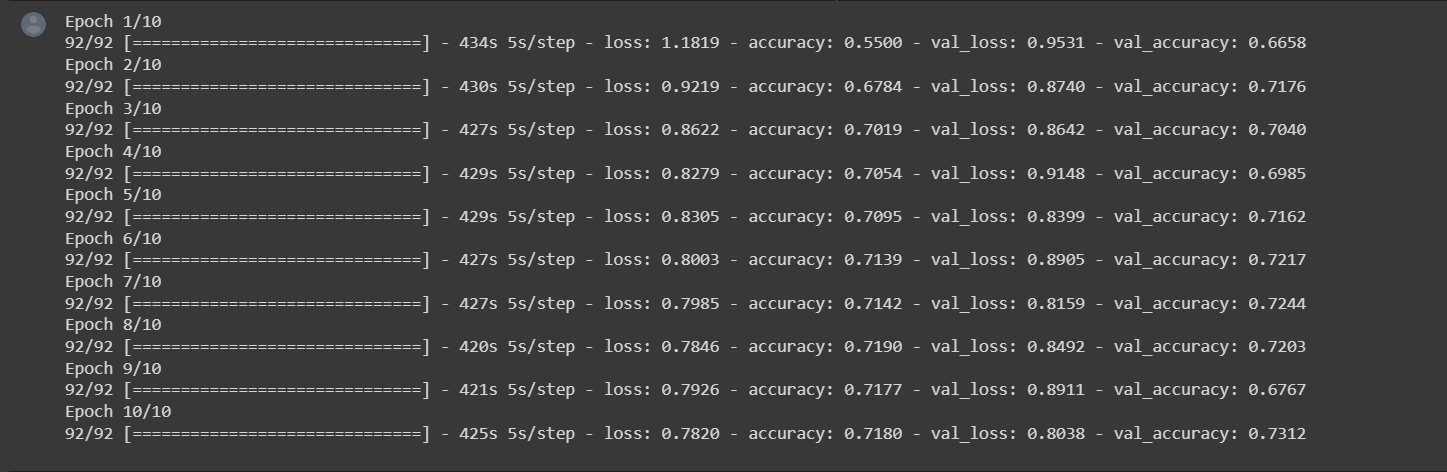 Epoch 1/10
92/92 [==============================] - 434s 5s/step - loss: 1.1819 - accuracy: 0.5500 - val_loss: 0.9531 - val_accuracy: 0.6658
Epoch 2/10
92/92 [==============================] - 430s 5s/step - loss: 0.9219 - accuracy: 0.6784 - val_loss: 0.8740 - val_accuracy: 0.7176
Epoch 3/10
92/92 [==============================] - 427s 5s/step - loss: 0.8622 - accuracy: 0.7019 - val_loss: 0.8642 - val_accuracy: 0.7040
Epoch 4/10
92/92 [==============================] - 429s 5s/step - loss: 0.8279 - accuracy: 0.7054 - val_loss: 0.9148 - val_accuracy: 0.6985
Epoch 5/10
92/92 [==============================] - 429s 5s/step - loss: 0.8305 - accuracy: 0.7095 - val_loss: 0.8399 - val_accuracy: 0.7162
Epoch 6/10
92/92 [==============================] - 427s 5s/step - loss: 0.8003 - accuracy: 0.7139 - val_loss: 0.8905 - val_accuracy: 0.7217
Epoch 7/10
92/92 [==============================] - 427s 5s/step - loss: 0.7985 - accuracy: 0.7142 - val_loss: 0.8159 - val_accuracy: 0.7244
Epoch 8/10
92/92 [==============================] - 420s 5s/step - loss: 0.7846 - accuracy: 0.7190 - val_loss: 0.8492 - val_accuracy: 0.7203
Epoch 9/10
92/92 [==============================] - 421s 5s/step - loss: 0.7926 - accuracy: 0.7177 - val_loss: 0.8911 - val_accuracy: 0.6767
Epoch 10/10
92/92 [==============================] - 425s 5s/step - loss: 0.7820 - accuracy: 0.7180 - val_loss: 0.8038 - val_accuracy: 0.7312